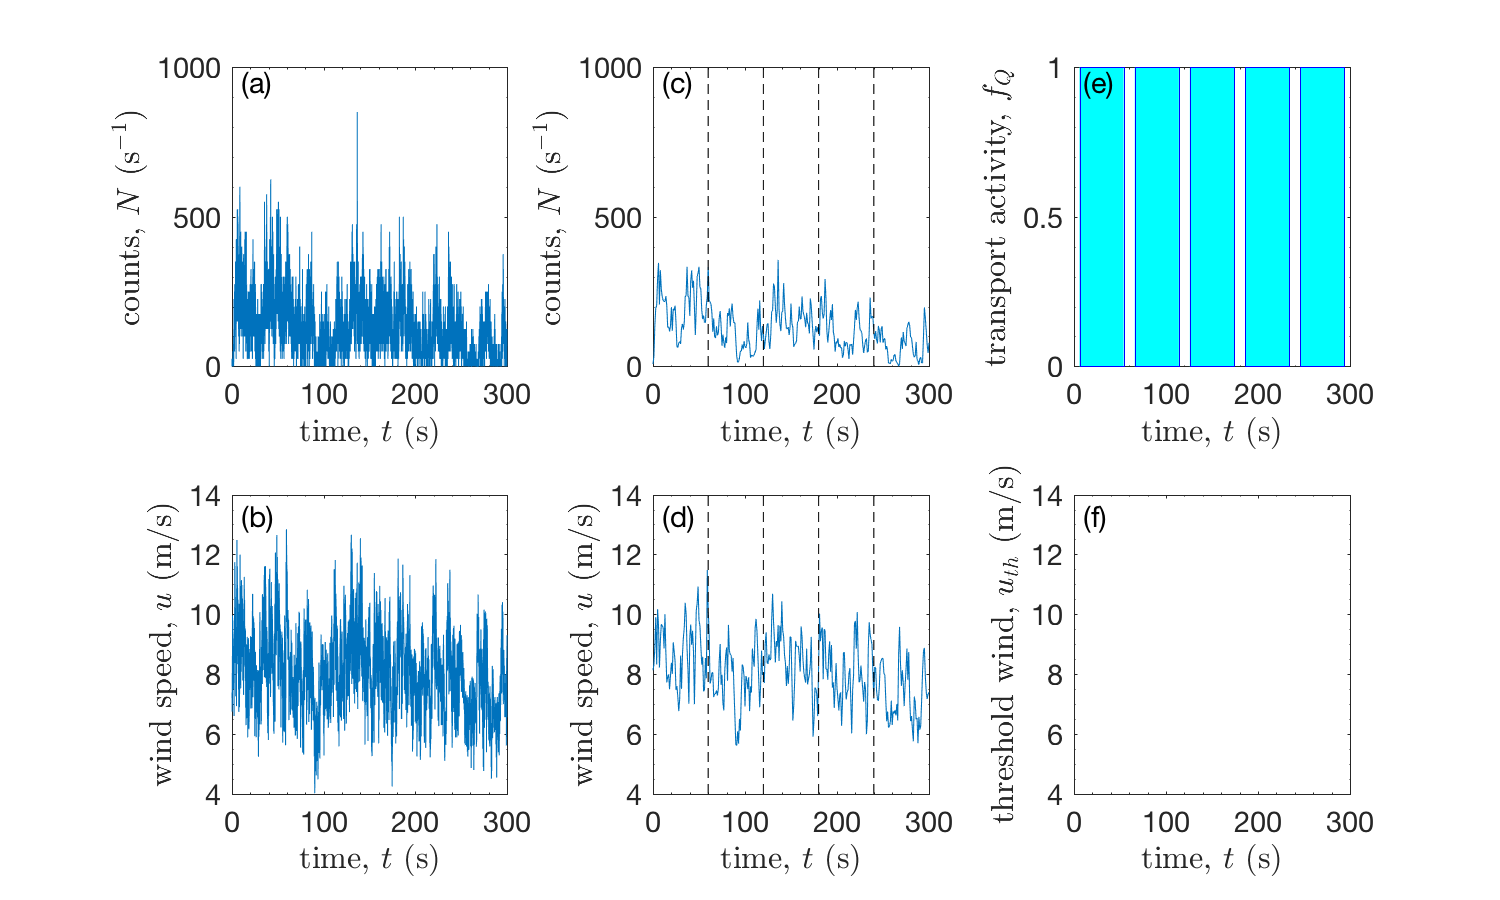 (a)
1000
500
0
counts, N (s⁻¹)
0 100 200 300
time, t (s)
(c)
1000
500
0
counts, N (s⁻¹)
0 100 200 300
time, t (s)
(e)
1
0.5
0
transport activity, f_Q
0 100 200 300
time, t (s)
(b)
14
12
10
8
6
4
wind speed, u (m/s)
0 100 200 300
time, t (s)
(d)
14
12
10
8
6
4
wind speed, u (m/s)
0 100 200 300
time, t (s)
(f)
14
12
10
8
6
4
threshold wind, u_th (m/s)
0 100 200 300
time, t (s)